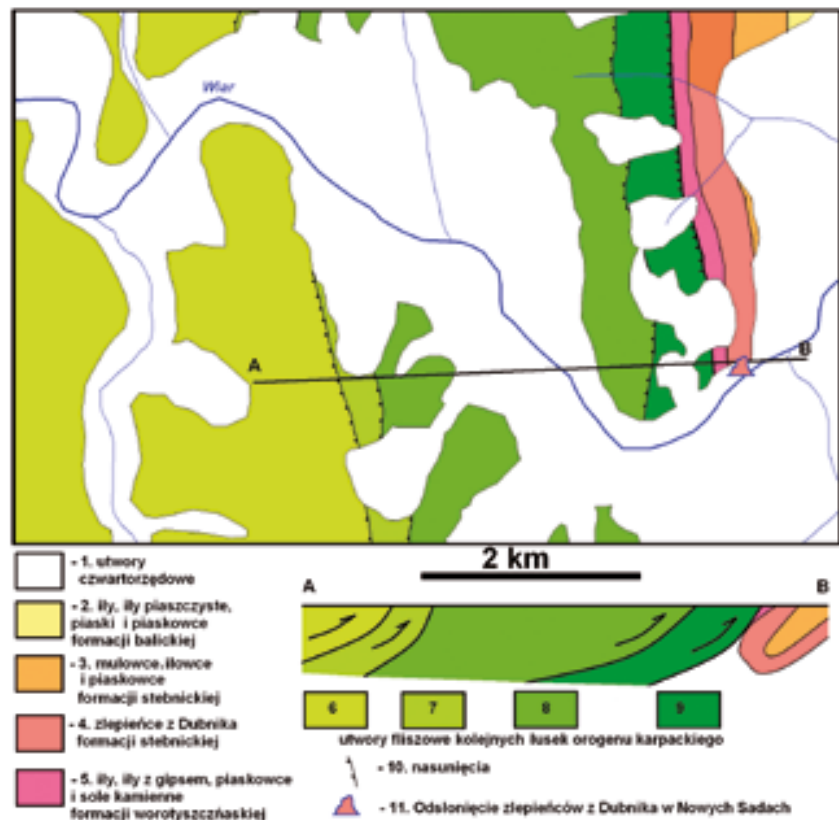 Wiar
A
B
2 km
A
B
- 1. utwory
czwartorzędowe
- 2. iły, iły piaszczyste,
piaski i piaskowce
formacji balickiej
- 3. mułowce, iłowce
i piaskowce
formacji stebnickiej
- 4. zlepieńce z Dubnika
formacji stebnickiej
- 5. iły, iły z gipsem, piaskowce
i sole kamienne
formacji worotyszczńaskiej
6
7
8
9
utwory fliszowe kolejnych łusek orogenu karpackiego
- 10. nasunięcia
- 11. Odsłonięcie zlepieńców z Dubnika w Nowych Sadach